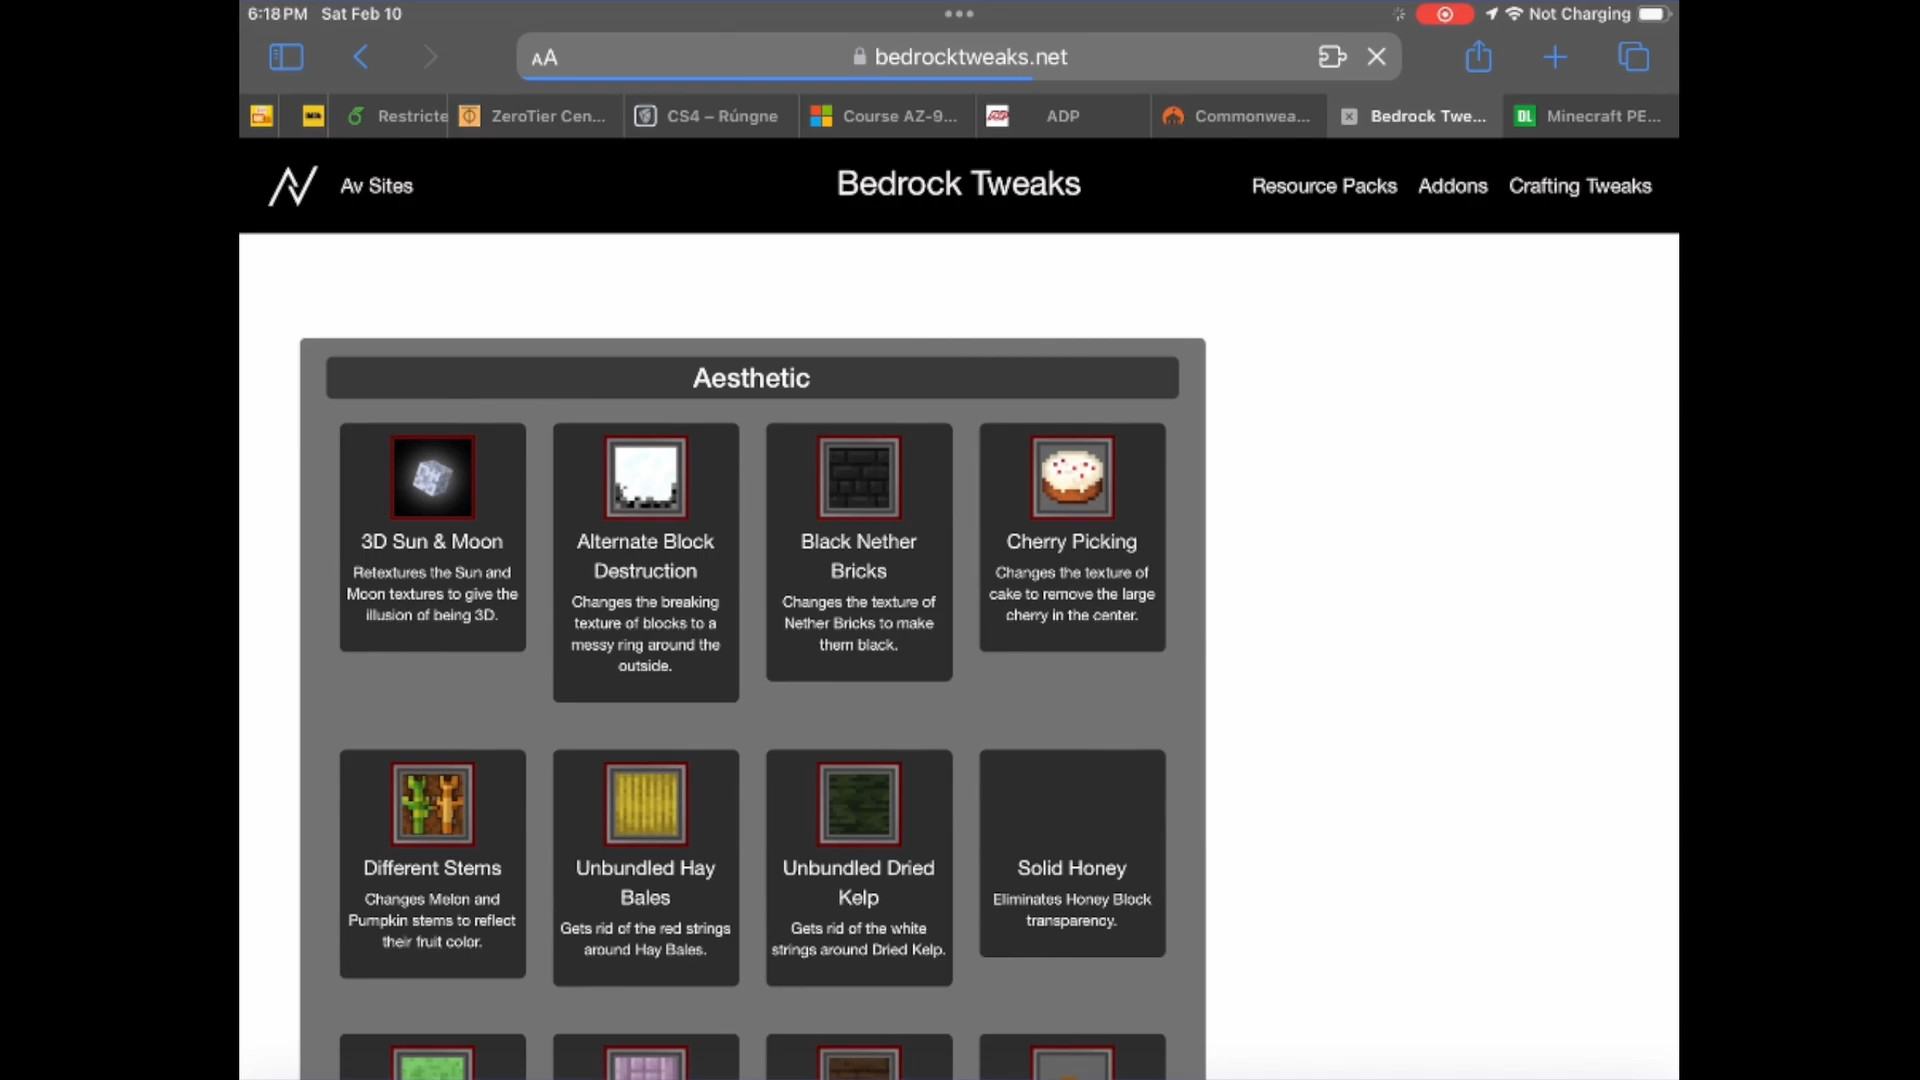 6:18 PM Sat Feb 10
Not Charging
AA bedrocktweaks.net
Restricte
ZeroTier Cen...
CS4 – Rúngne
Course AZ-9...
ADP
Commonwea...
Bedrock Twe...
Minecraft PE...
Av Sites
Bedrock Tweaks
Resource Packs Addons Crafting Tweaks
Aesthetic
3D Sun & Moon
Retextures the Sun and
Moon textures to give the
illusion of being 3D.
Alternate Block
Destruction
Changes the breaking
texture of blocks to a
messy ring around the
outside.
Black Nether
Bricks
Changes the texture of
Nether Bricks to make
them black.
Cherry Picking
Changes the texture of
cake to remove the large
cherry in the center.
Different Stems
Changes Melon and
Pumpkin stems to reflect
their fruit color.
Unbundled Hay
Bales
Gets rid of the red strings
around Hay Bales.
Unbundled Dried
Kelp
Gets rid of the white
strings around Dried Kelp.
Solid Honey
Eliminates Honey Block
transparency.